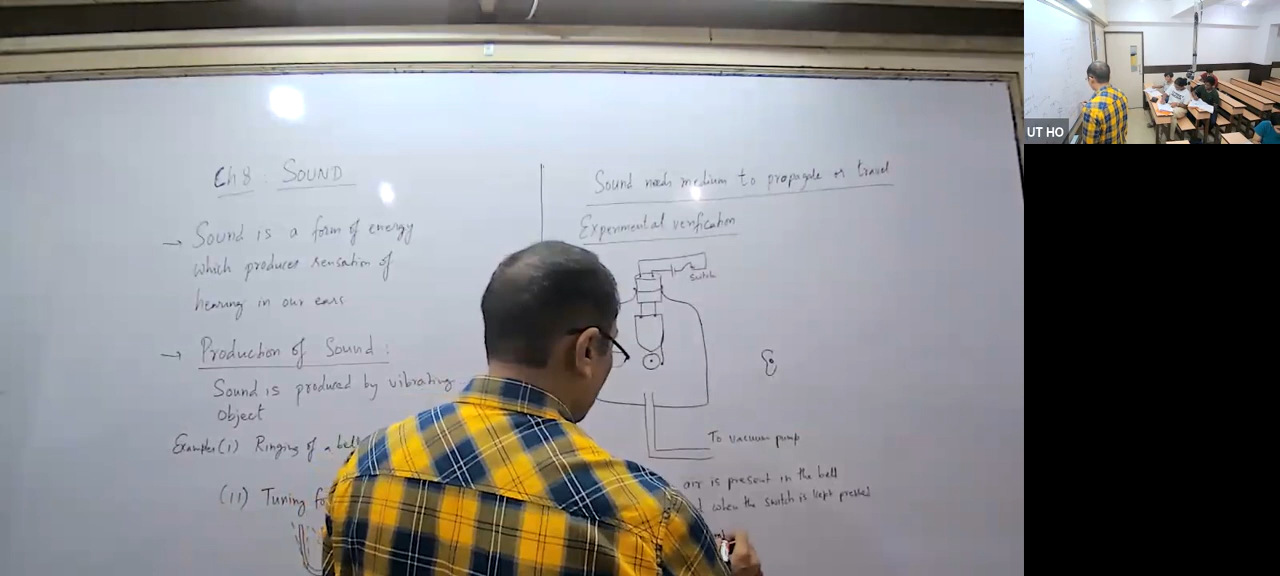 Ch 8 : SOUND
→ Sound is a form of energy
which produces sensation of
hearing in our ears
→ Production of Sound :
Sound is produced by vibrating
object
Examples (i) Ringing of a bell
(ii) Tuning fo
Sound needs medium to propagate or travel
Experimental verification
Switch
To vacuum pump
air is present in the bell
when the switch is kept pressed
UT HO